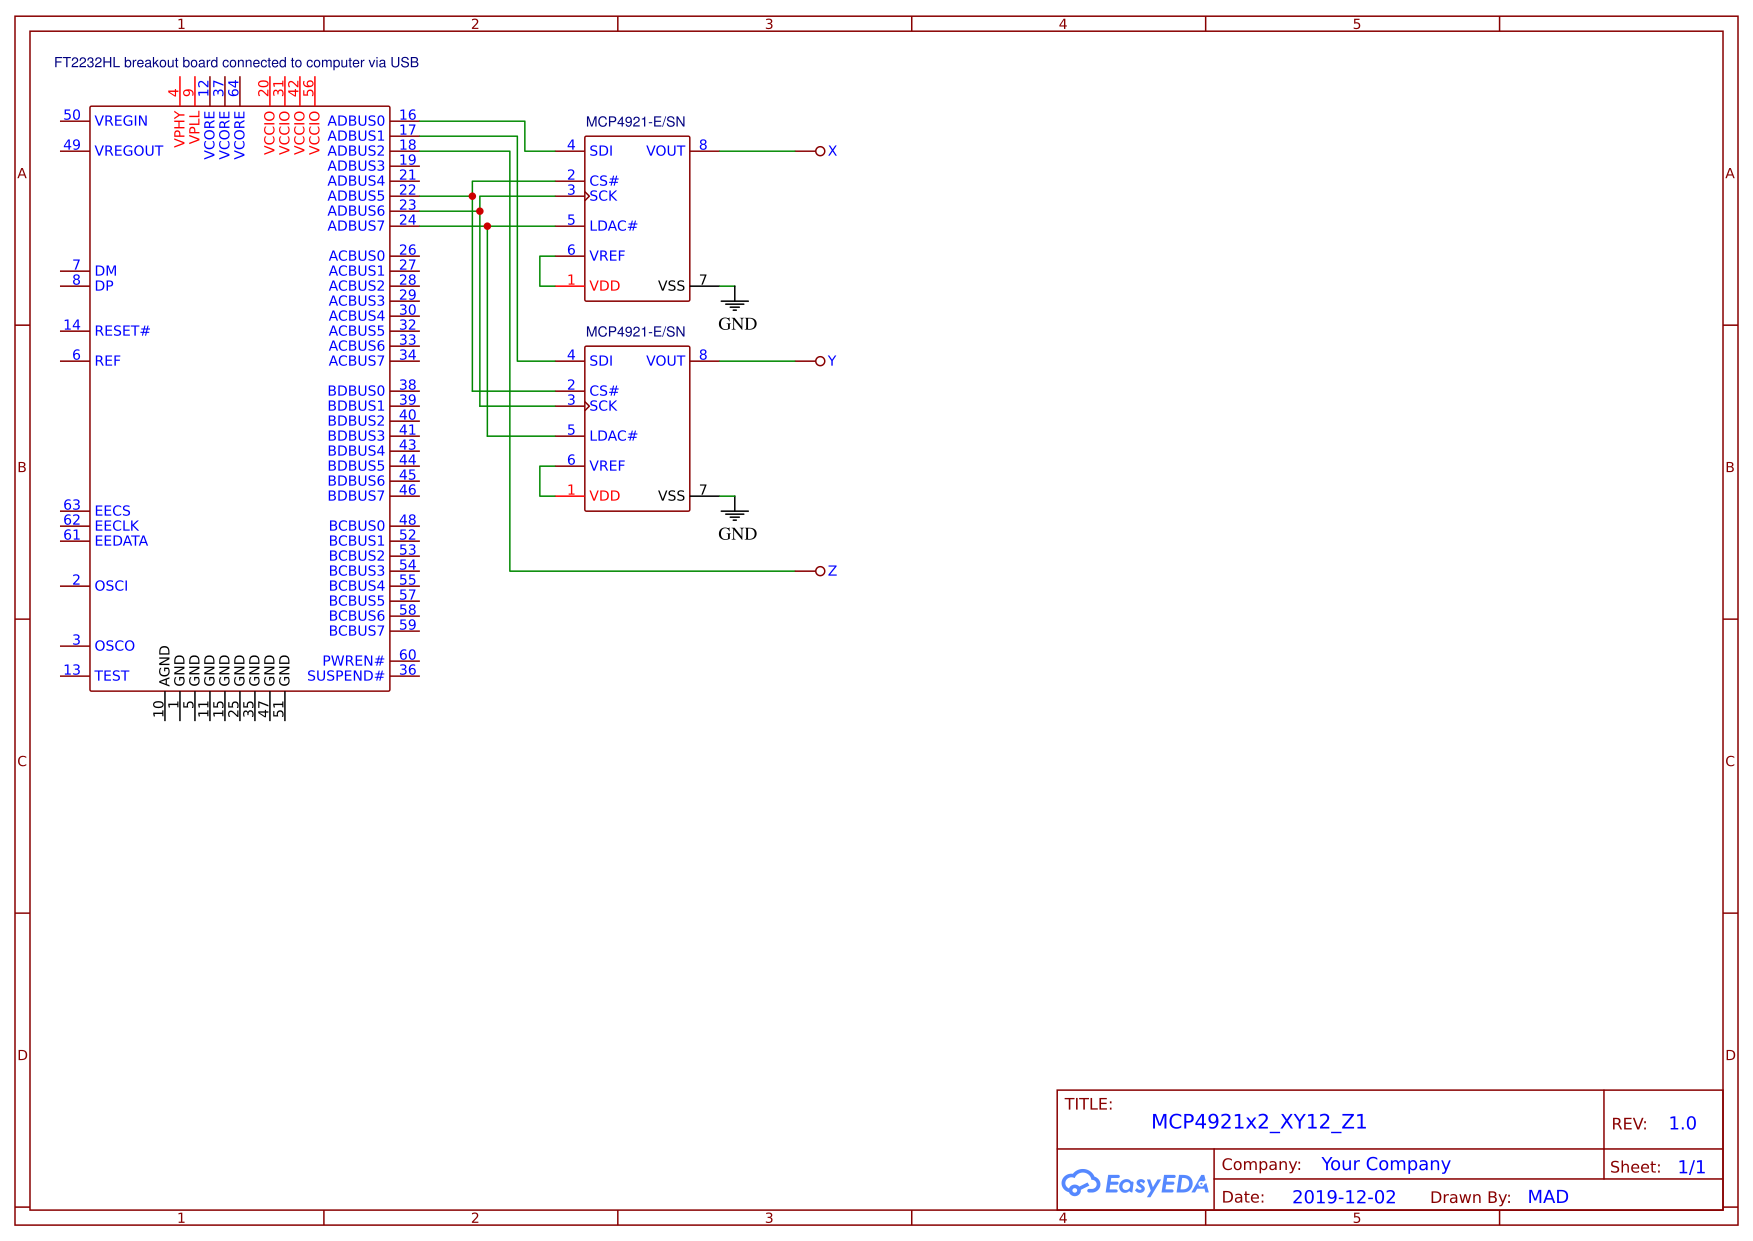 1 2 3 4 5
FT2232HL breakout board connected to computer via USB
4 9 12 37 64 20 31 42 56
VPHY VPLL VCORE VCORE VCORE VCCIO VCCIO VCCIO VCCIO
50 VREGIN
49 VREGOUT
7 DM
8 DP
14 RESET#
6 REF
63 EECS
62 EECLK
61 EEDATA
2 OSCI
3 OSCO
13 TEST
ADBUS0 16
ADBUS1 17
ADBUS2 18
ADBUS3 19
ADBUS4 21
ADBUS5 22
ADBUS6 23
ADBUS7 24
ACBUS0 26
ACBUS1 27
ACBUS2 28
ACBUS3 29
ACBUS4 30
ACBUS5 32
ACBUS6 33
ACBUS7 34
BDBUS0 38
BDBUS1 39
BDBUS2 40
BDBUS3 41
BDBUS4 43
BDBUS5 44
BDBUS6 45
BDBUS7 46
BCBUS0 48
BCBUS1 52
BCBUS2 53
BCBUS3 54
BCBUS4 55
BCBUS5 57
BCBUS6 58
BCBUS7 59
PWREN# 60
SUSPEND# 36
AGND GND GND GND GND GND GND GND GND
10 1 5 11 15 25 35 47 51
MCP4921-E/SN
4 SDI VOUT 8 X
2 CS#
3 SCK
5 LDAC#
6 VREF
1 VDD VSS 7
GND
MCP4921-E/SN
4 SDI VOUT 8 Y
2 CS#
3 SCK
5 LDAC#
6 VREF
1 VDD VSS 7
GND
Z
A A
B B
C C
D D
TITLE:
MCP4921x2_XY12_Z1
REV: 1.0
EasyEDA
Company: Your Company
Sheet: 1/1
Date: 2019-12-02 Drawn By: MAD
1 2 3 4 5